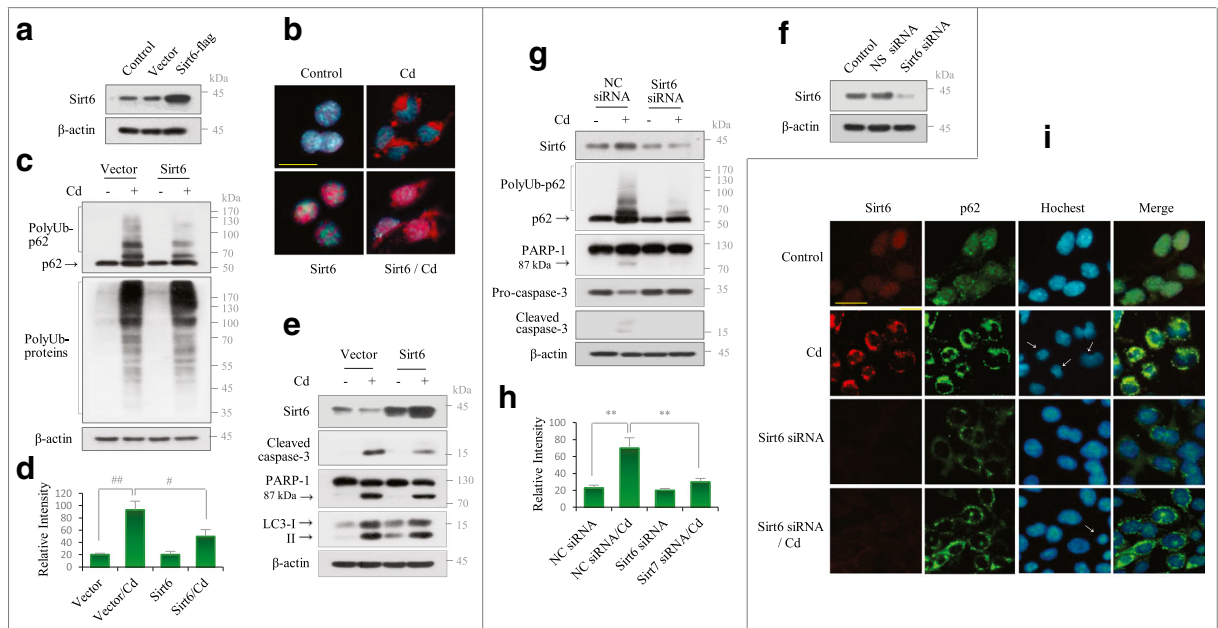 a
Control
Vector
Sirt6-flag
kDa
Sirt6
45
β-actin
45
b
Control
Cd
Sirt6
Sirt6 / Cd
c
Vector
Sirt6
Cd
- + - +
kDa
PolyUb-
p62
p62 →
170
130
100
70
50
PolyUb-
proteins
170
130
100
70
55
45
35
β-actin
45
d
Relative Intensity
120
100
80
60
40
20
0
##
#
Vector
Vector/Cd
Sirt6
Sirt6/Cd
e
Vector
Sirt6
Cd
- + - +
kDa
Sirt6
45
Cleaved
caspase-3
15
PARP-1
130
87 kDa →
70
LC3-I →
15
II →
β-actin
45
g
NC
siRNA
Sirt6
siRNA
Cd
- + - +
kDa
Sirt6
45
PolyUb-p62
170
130
100
70
p62 →
50
PARP-1
130
87 kDa →
70
Pro-caspase-3
35
Cleaved
caspase-3
15
β-actin
45
h
Relative Intensity
100
80
60
40
20
0
**
**
NC siRNA
NC siRNA/Cd
Sirt6 siRNA
Sirt7 siRNA/Cd
f
Control
NS siRNA
Sirt6 siRNA
kDa
Sirt6
45
β-actin
45
i
Sirt6
p62
Hochest
Merge
Control
Cd
Sirt6 siRNA
Sirt6 siRNA
/ Cd